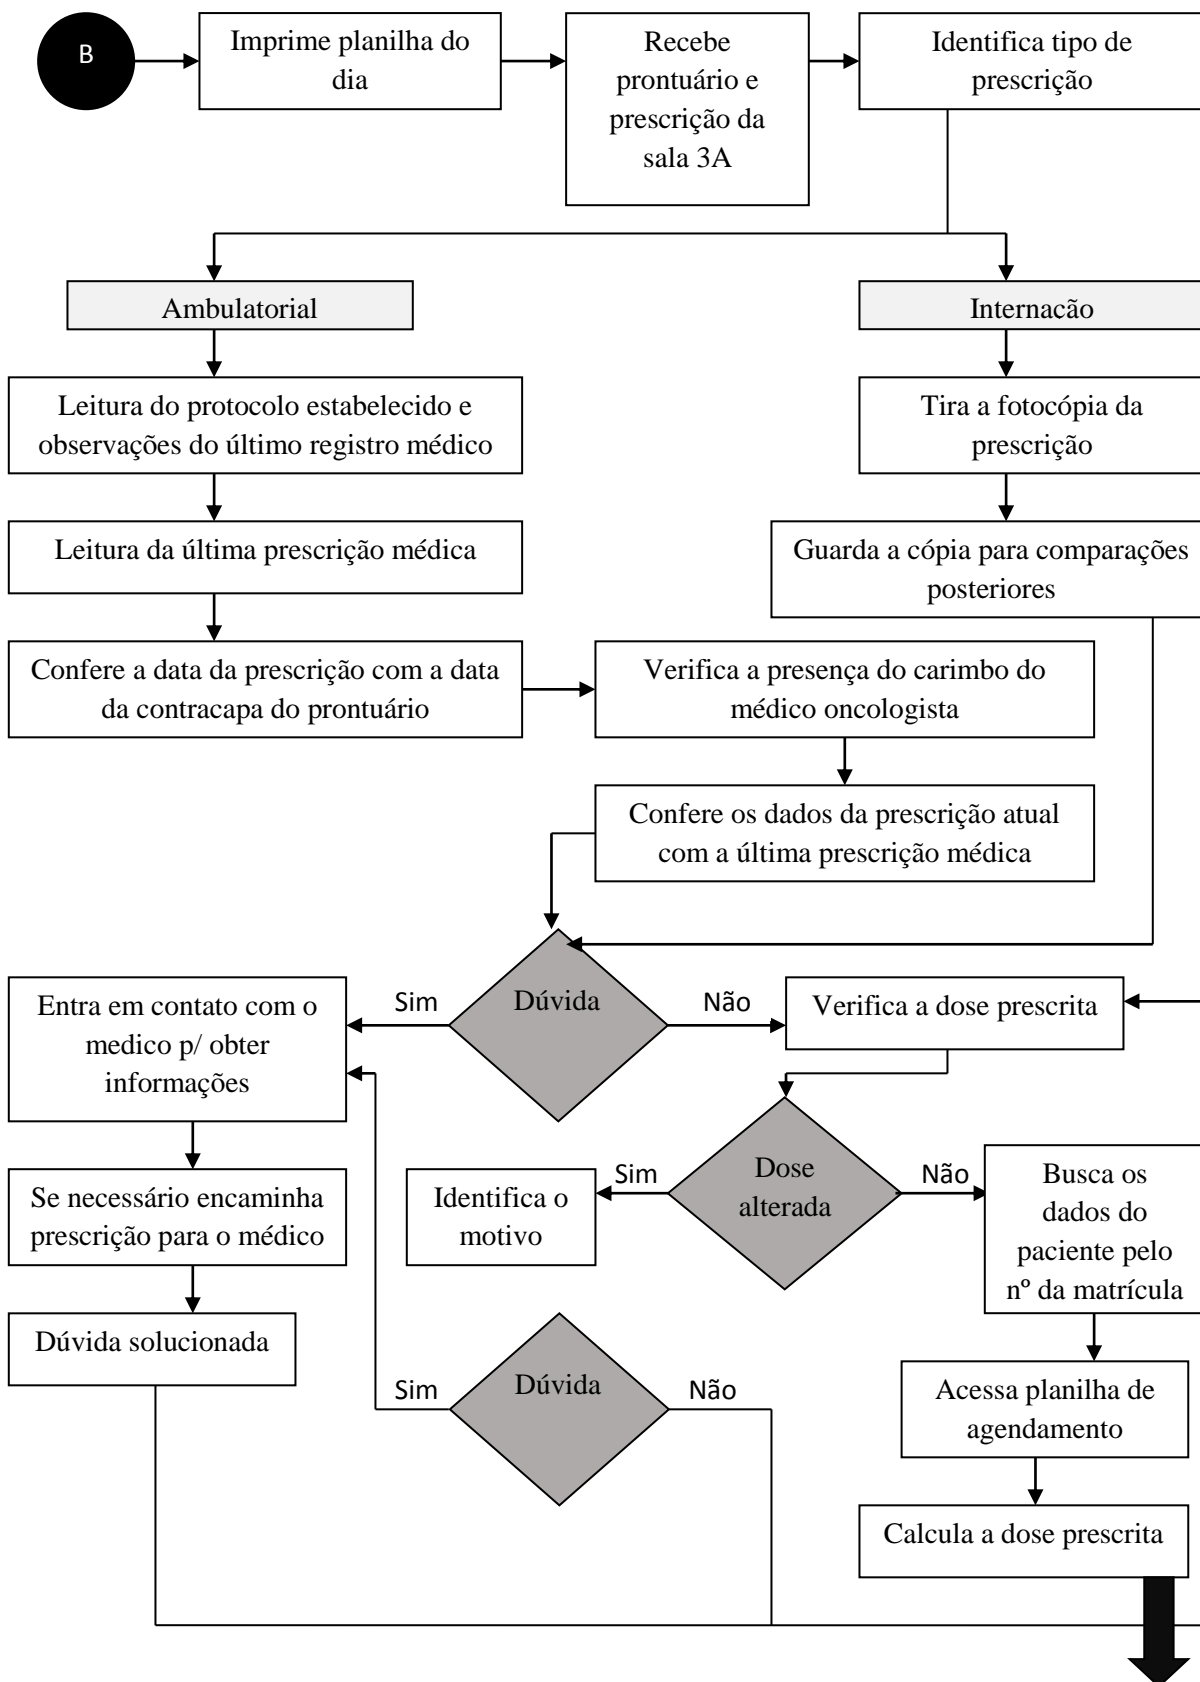 B
Imprime planilha do
dia
Recebe
prontuário e
prescrição da
sala 3A
Identifica tipo de
prescrição
Ambulatorial
Internacão
Leitura do protocolo estabelecido e
observações do último registro médico
Tira a fotocópia da
prescrição
Leitura da última prescrição médica
Guarda a cópia para comparações
posteriores
Confere a data da prescrição com a data
da contracapa do prontuário
Verifica a presença do carimbo do
médico oncologista
Confere os dados da prescrição atual
com a última prescrição médica
Dúvida
Sim
Não
Entra em contato com o
medico p/ obter
informações
Verifica a dose prescrita
Dose
alterada
Sim
Não
Se necessário encaminha
prescrição para o médico
Identifica o
motivo
Busca os
dados do
paciente pelo
nº da matrícula
Dúvida solucionada
Dúvida
Sim
Não
Acessa planilha de
agendamento
Calcula a dose prescrita